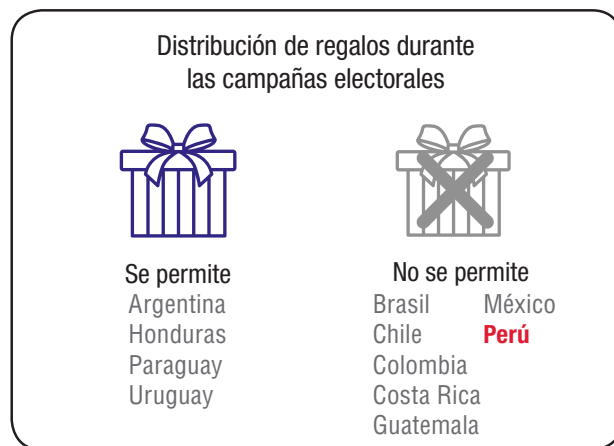 Distribución de regalos durante
las campañas electorales
Se permite
Argentina
Honduras
Paraguay
Uruguay
No se permite
Brasil
Chile
Colombia
Costa Rica
Guatemala
México
Perú